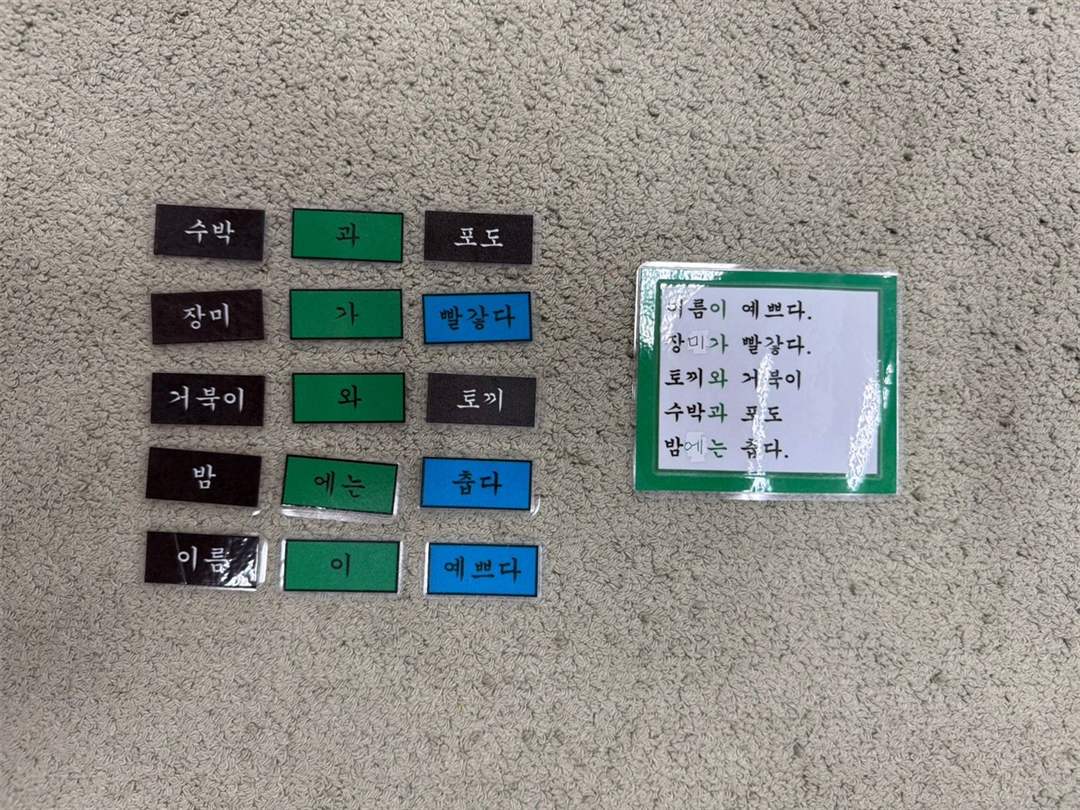 수박 과 포도
장미 가 빨갛다
거북이 와 토끼
밤 에는 춥다
이름 이 예쁘다
이름이 예쁘다.
장미가 빨갛다.
토끼와 거북이
수박과 포도
밤에는 춥다.